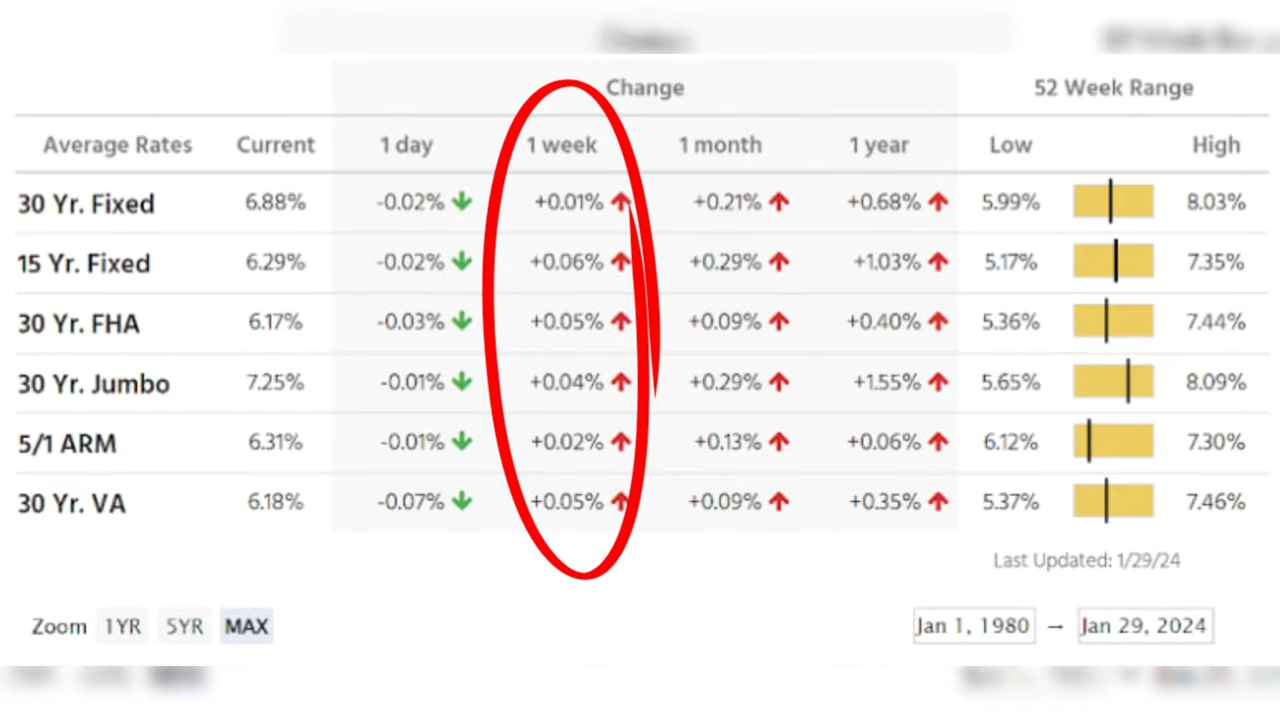 Change 52 Week Range
Average Rates Current 1 day 1 week 1 month 1 year Low High
30 Yr. Fixed 6.88% -0.02% +0.01% +0.21% +0.68% 5.99% 8.03%
15 Yr. Fixed 6.29% -0.02% +0.06% +0.29% +1.03% 5.17% 7.35%
30 Yr. FHA 6.17% -0.03% +0.05% +0.09% +0.40% 5.36% 7.44%
30 Yr. Jumbo 7.25% -0.01% +0.04% +0.29% +1.55% 5.65% 8.09%
5/1 ARM 6.31% -0.01% +0.02% +0.13% +0.06% 6.12% 7.30%
30 Yr. VA 6.18% -0.07% +0.05% +0.09% +0.35% 5.37% 7.46%
Last Updated: 1/29/24
Zoom 1YR 5YR MAX Jan 1, 1980 → Jan 29, 2024